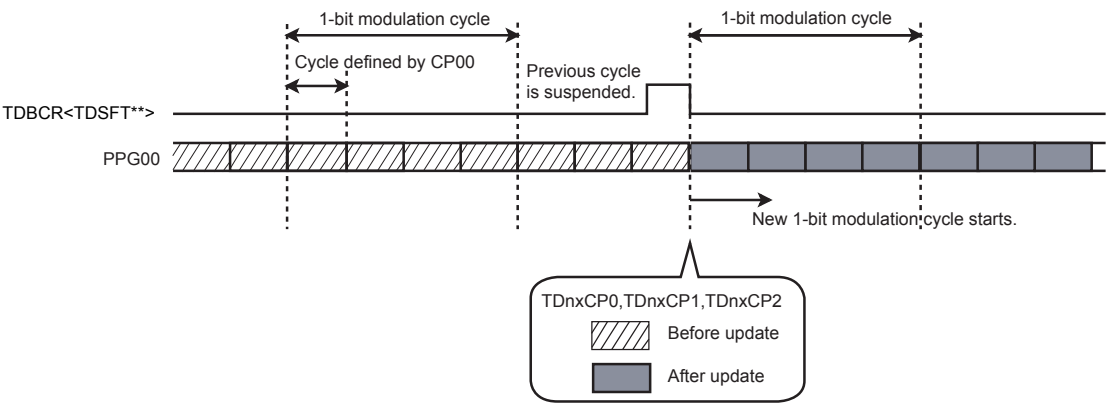 1-bit modulation cycle
1-bit modulation cycle
Cycle defined by CP00
Previous cycle
is suspended.
TDBCR<TDSFT**>
PPG00
New 1-bit modulation cycle starts.
TDnxCP0,TDnxCP1,TDnxCP2
Before update
After update